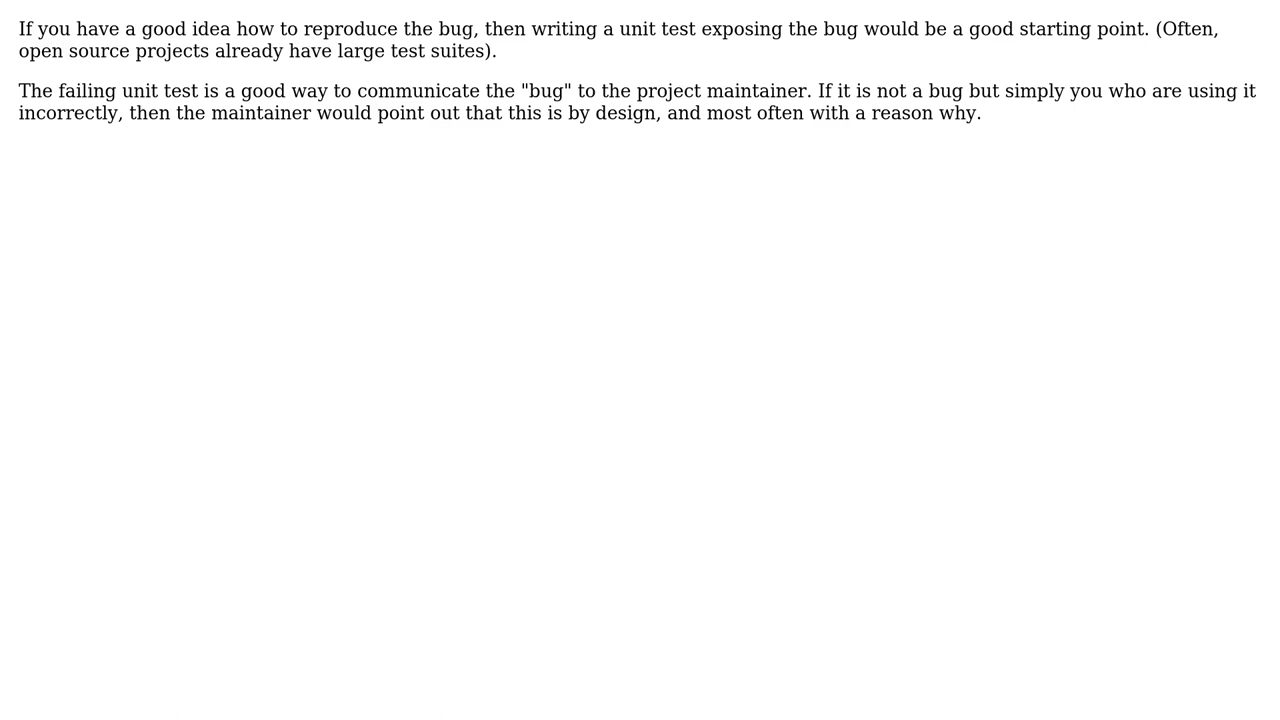 If you have a good idea how to reproduce the bug, then writing a unit test exposing the bug would be a good starting point. (Often,
open source projects already have large test suites).
The failing unit test is a good way to communicate the "bug" to the project maintainer. If it is not a bug but simply you who are using it
incorrectly, then the maintainer would point out that this is by design, and most often with a reason why.